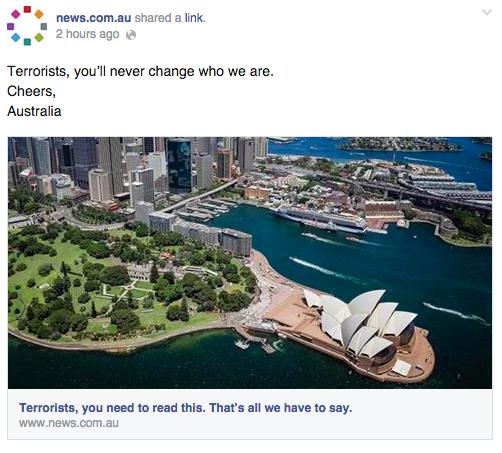 news.com.au shared a link.
2 hours ago
Terrorists, you'll never change who we are.
Cheers,
Australia
Terrorists, you need to read this. That's all we have to say.
www.news.com.au